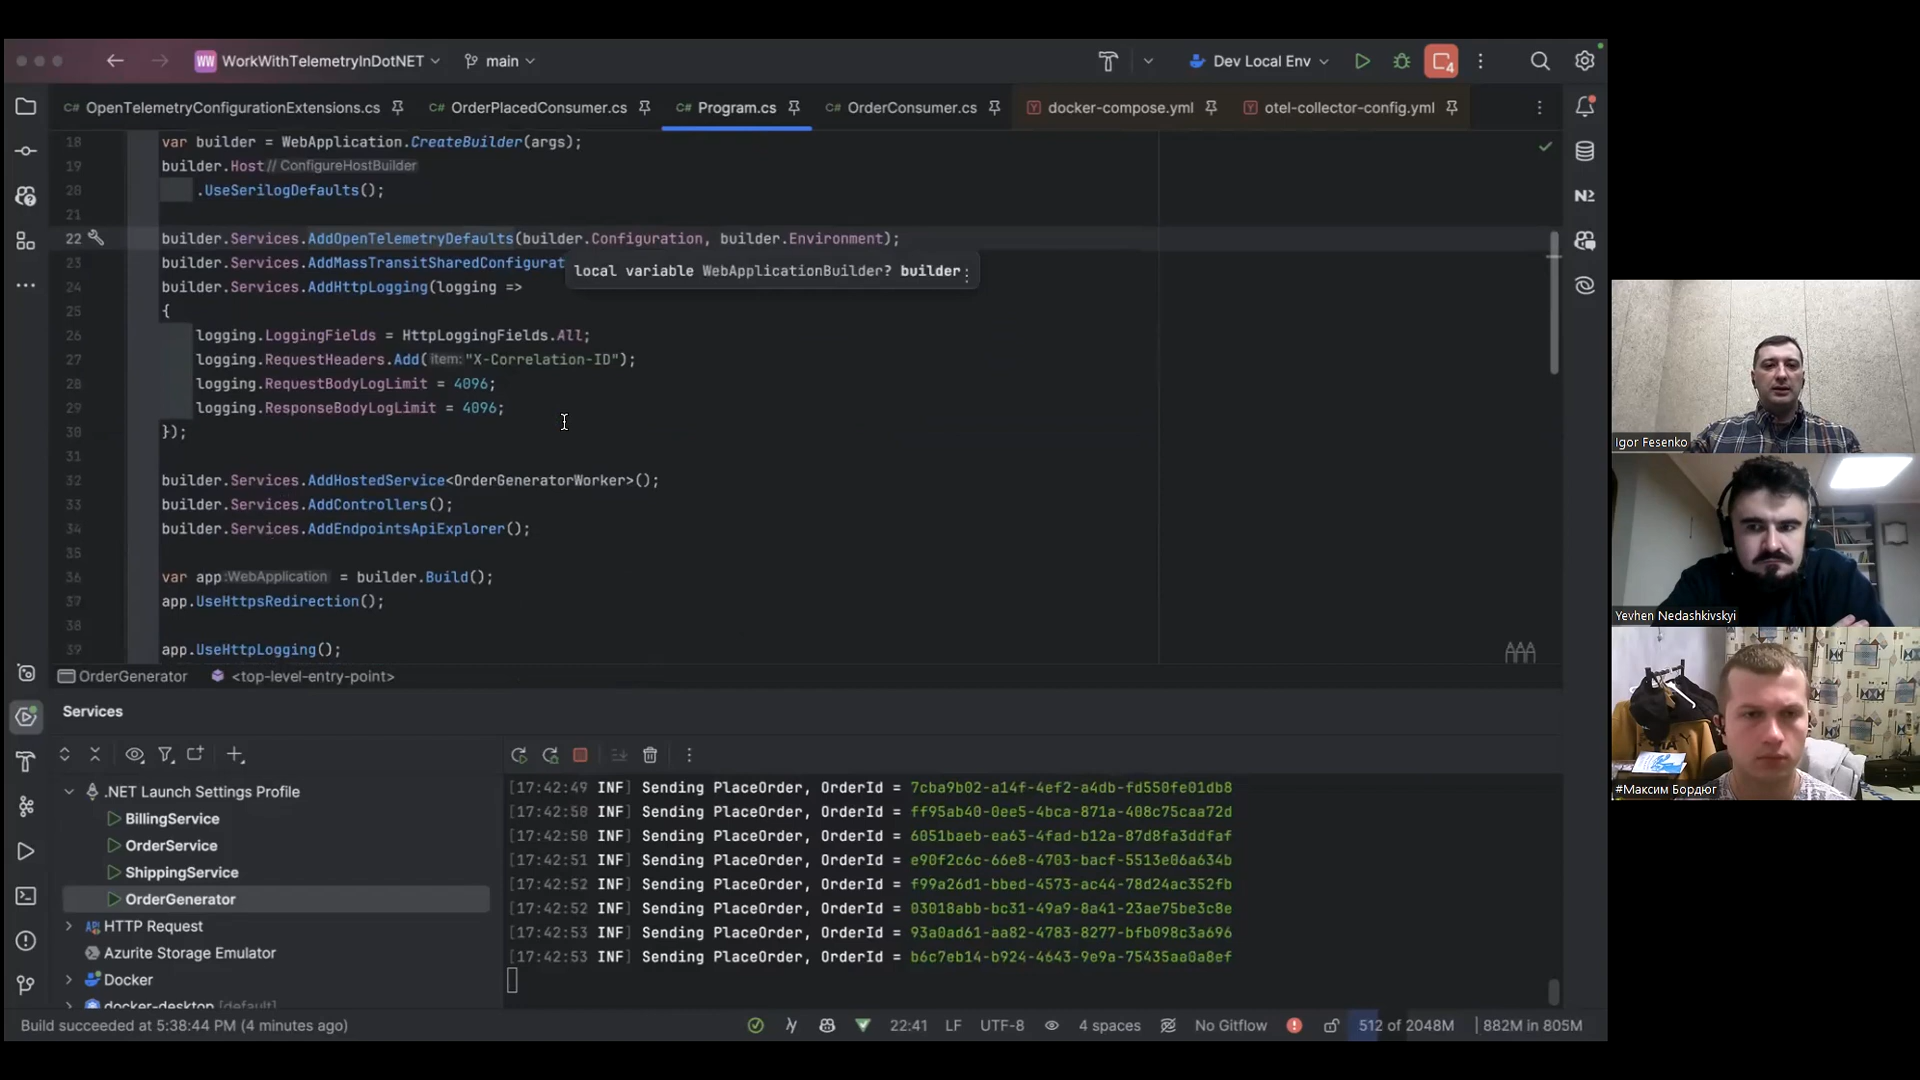 WW WorkWithTelemetryInDotNET main Dev Local Env 4
C# OpenTelemetryConfigurationExtensions.cs C# OrderPlacedConsumer.cs C# Program.cs C# OrderConsumer.cs Y docker-compose.yml Y otel-collector-config.yml
18 var builder = WebApplication.CreateBuilder(args);
19 builder.Host // ConfigureHostBuilder
20 .UseSerilogDefaults();
21
22 builder.Services.AddOpenTelemetryDefaults(builder.Configuration, builder.Environment);
23 builder.Services.AddMassTransitSharedConfigurat
local variable WebApplicationBuilder? builder :
24 builder.Services.AddHttpLogging(logging =>
25 {
26 logging.LoggingFields = HttpLoggingFields.All;
27 logging.RequestHeaders.Add( item: "X-Correlation-ID");
28 logging.RequestBodyLogLimit = 4096;
29 logging.ResponseBodyLogLimit = 4096;
30 });
31
32 builder.Services.AddHostedService<OrderGeneratorWorker>();
33 builder.Services.AddControllers();
34 builder.Services.AddEndpointsApiExplorer();
35
36 var app :WebApplication = builder.Build();
37 app.UseHttpsRedirection();
38
39 app.UseHttpLogging();
OrderGenerator <top-level-entry-point>
Services
.NET Launch Settings Profile
BillingService
OrderService
ShippingService
OrderGenerator
HTTP Request
Azurite Storage Emulator
Docker
docker-desktop [default]
[17:42:49 INF] Sending PlaceOrder, OrderId = 7cba9b02-a14f-4ef2-a4db-fd550fe01db8
[17:42:50 INF] Sending PlaceOrder, OrderId = ff95ab40-0ee5-4bca-871a-408c75caa72d
[17:42:50 INF] Sending PlaceOrder, OrderId = 6051baeb-ea63-4fad-b12a-87d8fa3ddfaf
[17:42:51 INF] Sending PlaceOrder, OrderId = e90f2c6c-66e8-4703-bacf-5513e06a634b
[17:42:52 INF] Sending PlaceOrder, OrderId = f99a26d1-bbed-4573-ac44-78d24ac352fb
[17:42:52 INF] Sending PlaceOrder, OrderId = 03018abb-bc31-49a9-8a41-23ae75be3c8e
[17:42:53 INF] Sending PlaceOrder, OrderId = 93a0ad61-aa82-4783-8277-bfb098c3a696
[17:42:53 INF] Sending PlaceOrder, OrderId = b6c7eb14-b924-4643-9e9a-75435aa0a8ef
Build succeeded at 5:38:44 PM (4 minutes ago) 22:41 LF UTF-8 4 spaces No Gitflow 512 of 2048M 882M in 805M
Igor Fesenko
Yevhen Nedashkivskyi
#Максим Бордюг